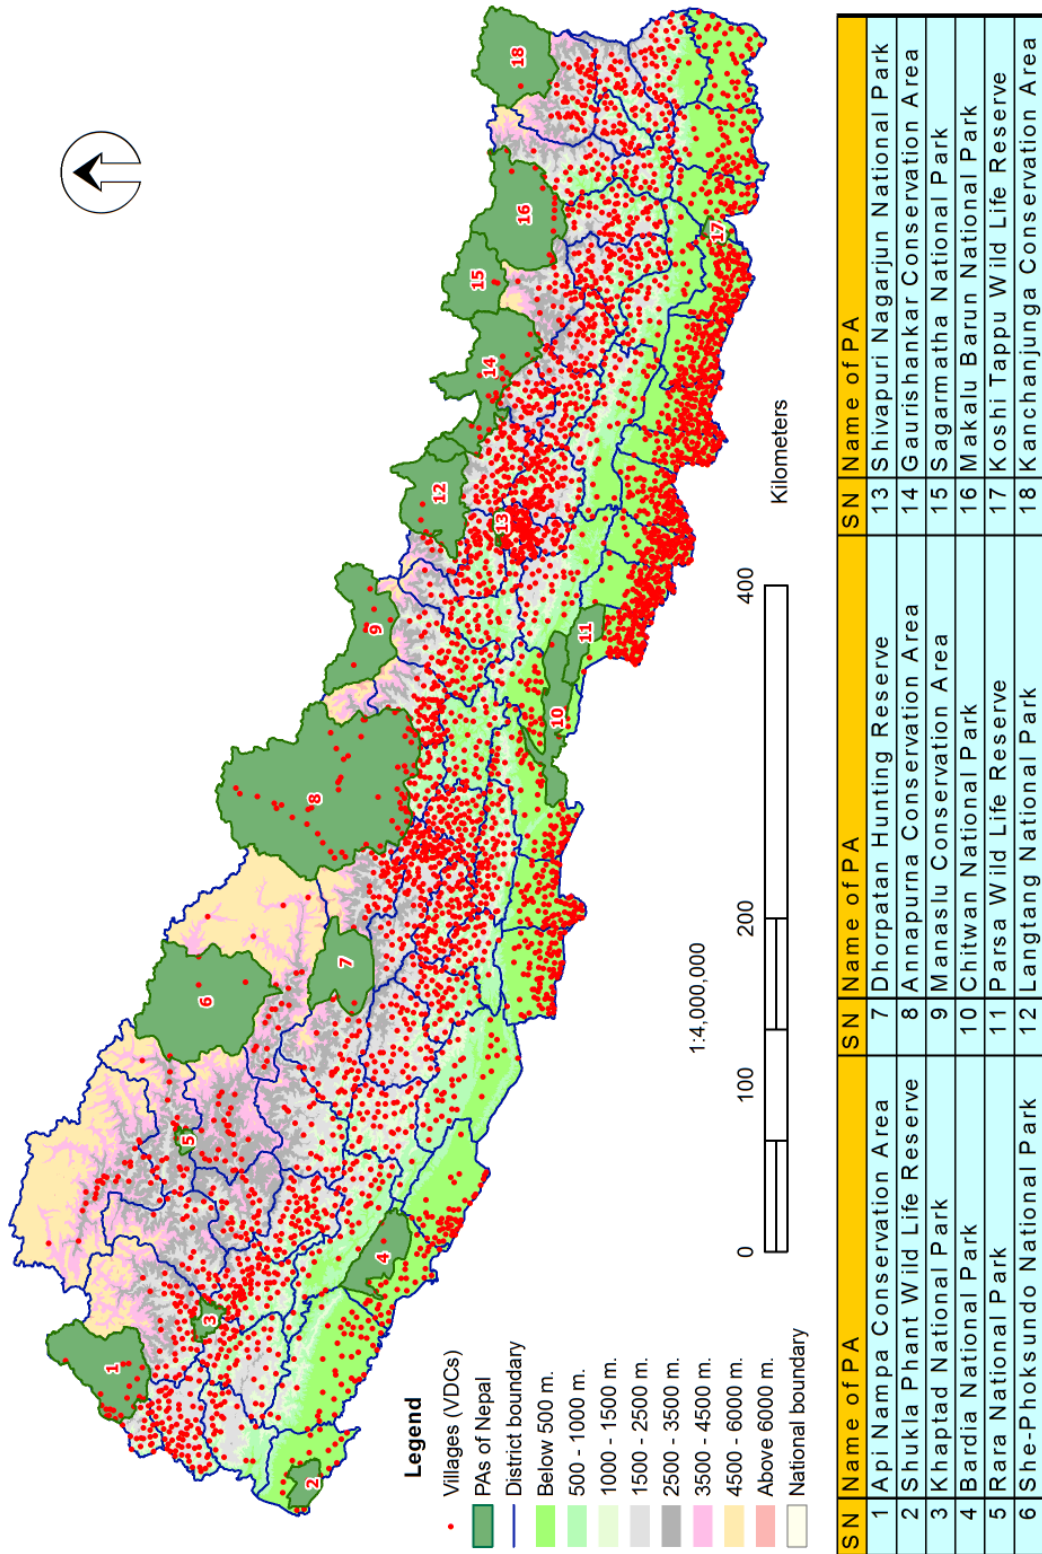 18
16
15
14
12
13
17
9
11
10
8
7
6
5
4
3
1
2
Legend
Villages (VDCs)
PAs of Nepal
District boundary
Below 500 m.
500 - 1000 m.
1000 - 1500 m.
1500 - 2500 m.
2500 - 3500 m.
3500 - 4500 m.
4500 - 6000 m.
Above 6000 m.
National boundary
1:4,000,000
0 100 200 400
Kilometers
SN Name of PA SN Name of PA SN Name of PA
1 Api Nampa Conservation Area 7 Dhorpatan Hunting Reserve 13 Shivapuri Nagarjun National Park
2 Shukla Phant Wild Life Reserve 8 Annapurna Conservation Area 14 Gaurishankar Conservation Area
3 Khaptad National Park 9 Manaslu Conservation Area 15 Sagarmatha National Park
4 Bardia National Park 10 Chitwan National Park 16 Makalu Barun National Park
5 Rara National Park 11 Parsa Wild Life Reserve 17 Koshi Tappu Wild Life Reserve
6 She-Phoksundo National Park 12 Langtang National Park 18 Kanchanjunga Conservation Area